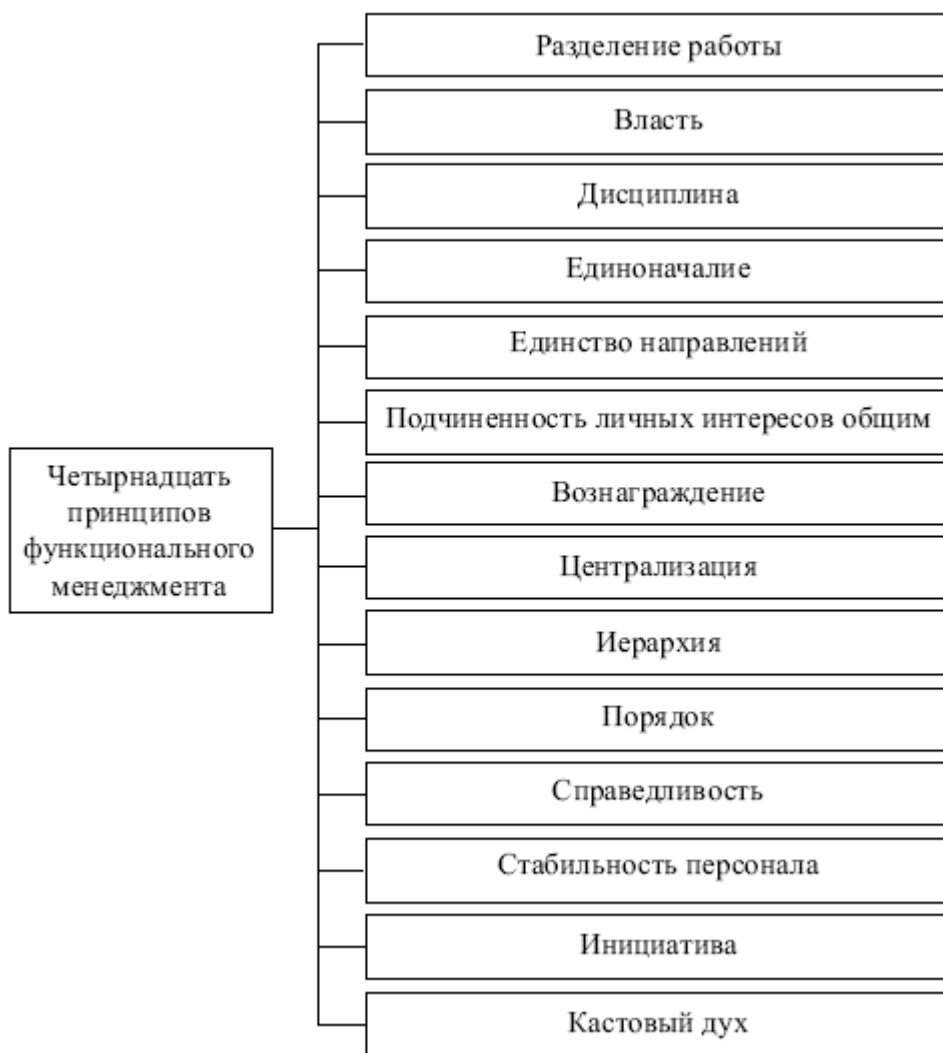 Разделение работы
Власть
Дисциплина
Единоначалие
Единство направлений
Подчиненность личных интересов общим
Четырнадцать
принципов
функционального
менеджмента
Вознаграждение
Централизация
Иерархия
Порядок
Справедливость
Стабильность персонала
Инициатива
Кастовый дух